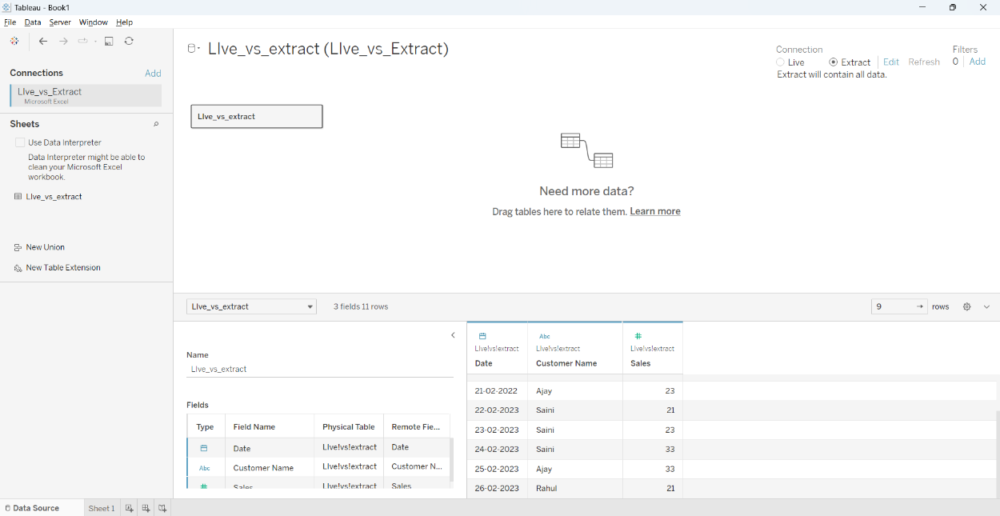 Tableau - Book1
File Data Server Window Help
Connections Add
LIve_vs_Extract
Microsoft Excel
Sheets
Use Data Interpreter
Data Interpreter might be able to
clean your Microsoft Excel
workbook.
LIve_vs_extract
New Union
New Table Extension
LIve_vs_extract (LIve_vs_Extract)
Connection
Live Extract Edit Refresh
Extract will contain all data.
Filters
0 Add
LIve_vs_extract
Need more data?
Drag tables here to relate them. Learn more
LIve_vs_extract 3 fields 11 rows 9 rows
Name
LIve_vs_extract
Fields
Type Field Name Physical Table Remote Fie...
Date LIve!vs!extract Date
Abc Customer Name LIve!vs!extract Customer N...
Sales LIve!vs!extract Sales
Abc
LIve!vs!extract LIve!vs!extract LIve!vs!extract
Date Customer Name Sales
21-02-2022 Ajay 23
22-02-2023 Saini 21
23-02-2023 Saini 23
24-02-2023 Saini 33
25-02-2023 Ajay 33
26-02-2023 Rahul 21
Data Source Sheet 1